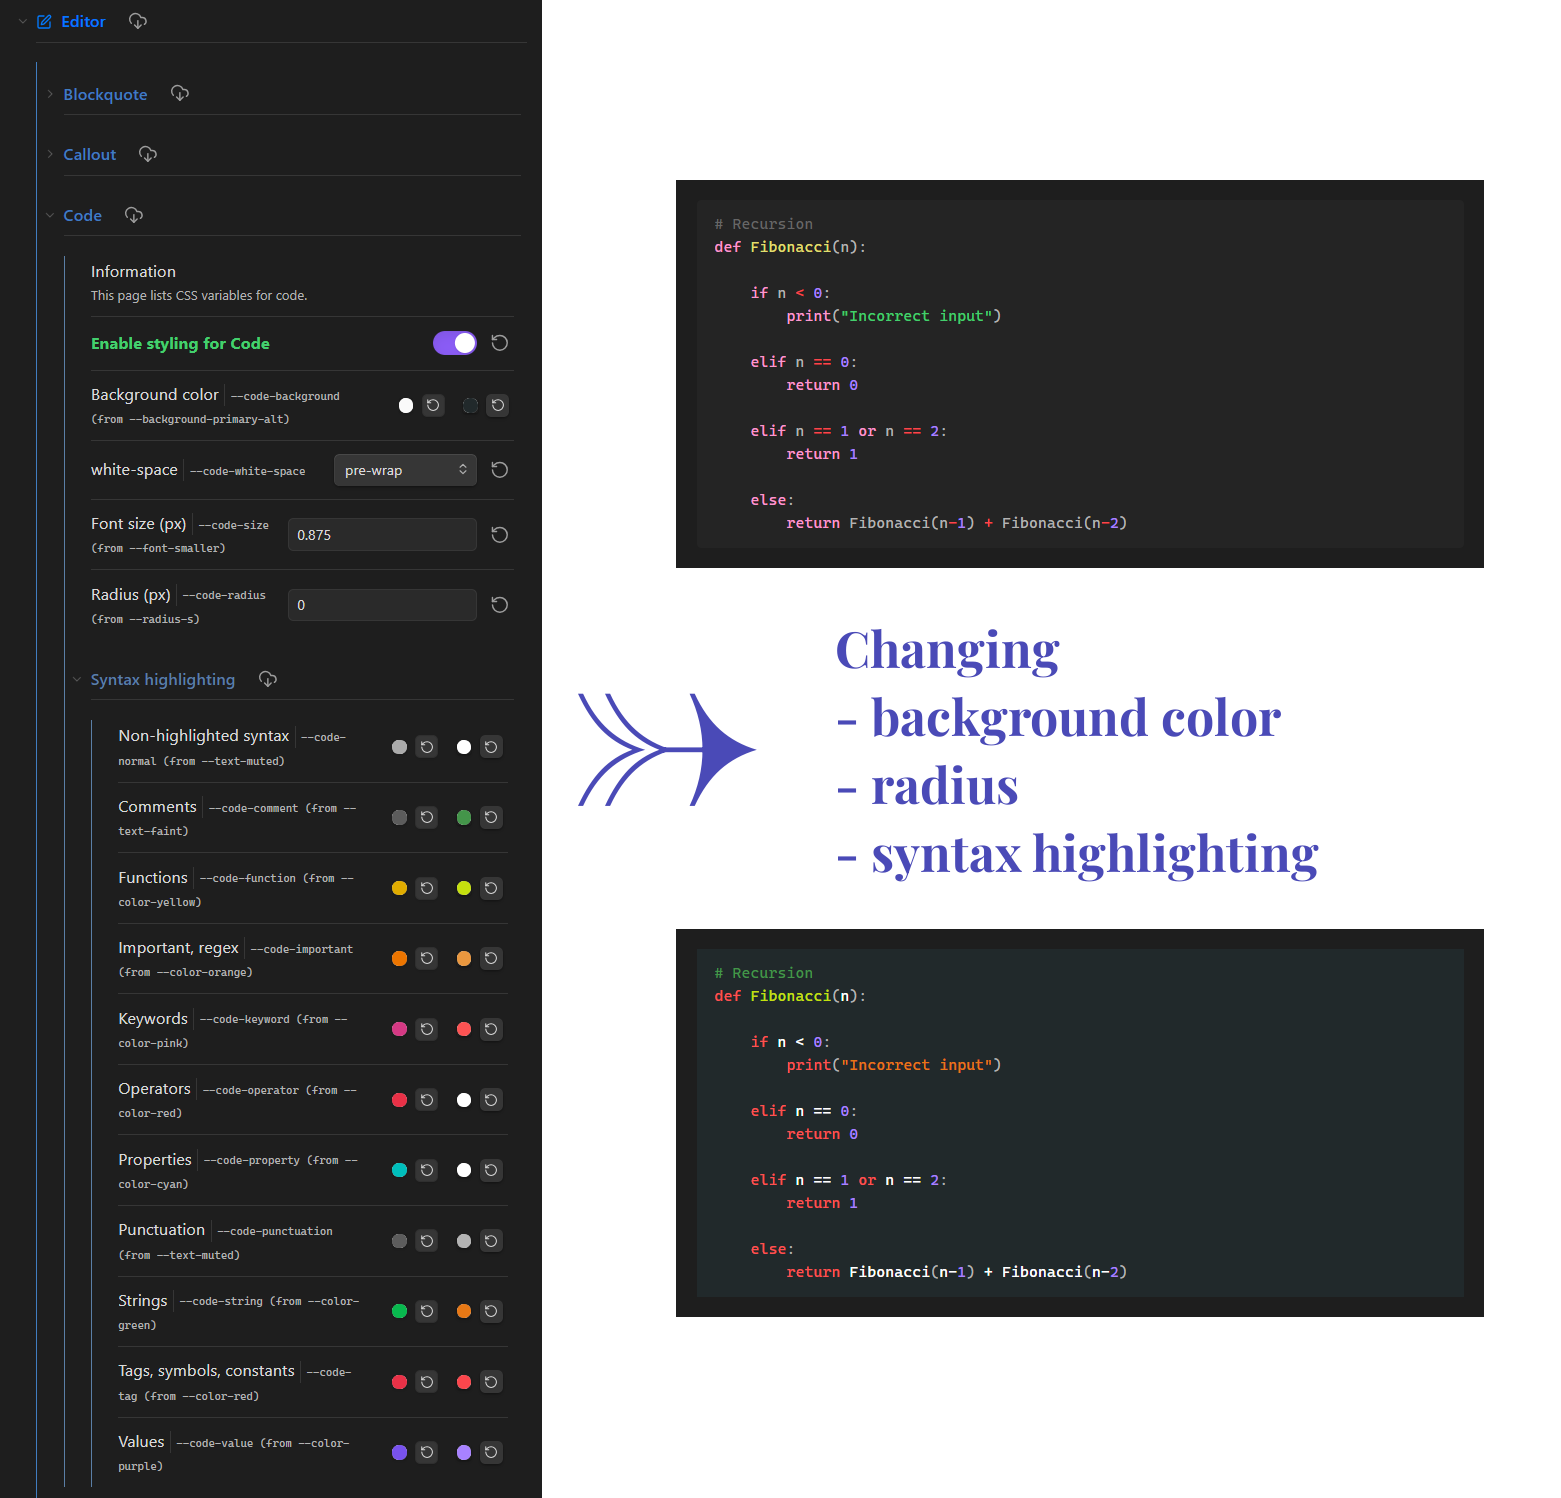 Editor
Blockquote
Callout
Code
Information
This page lists CSS variables for code.
Enable styling for Code
Background color | --code-background
(from --background-primary-alt)
white-space | --code-white-space
pre-wrap
Font size (px) | --code-size
(from --font-smaller)
0.875
Radius (px) | --code-radius
(from --radius-s)
0
Syntax highlighting
Non-highlighted syntax | --code-
normal (from --text-muted)
Comments | --code-comment (from --
text-faint)
Functions | --code-function (from --
color-yellow)
Important, regex | --code-important
(from --color-orange)
Keywords | --code-keyword (from --
color-pink)
Operators | --code-operator (from --
color-red)
Properties | --code-property (from --
color-cyan)
Punctuation | --code-punctuation
(from --text-muted)
Strings | --code-string (from --color-
green)
Tags, symbols, constants | --code-
tag (from --color-red)
Values | --code-value (from --color-
purple)
# Recursion
def Fibonacci(n):
if n < 0:
print("Incorrect input")
elif n == 0:
return 0
elif n == 1 or n == 2:
return 1
else:
return Fibonacci(n-1) + Fibonacci(n-2)
Changing
- background color
- radius
- syntax highlighting
# Recursion
def Fibonacci(n):
if n < 0:
print("Incorrect input")
elif n == 0:
return 0
elif n == 1 or n == 2:
return 1
else:
return Fibonacci(n-1) + Fibonacci(n-2)